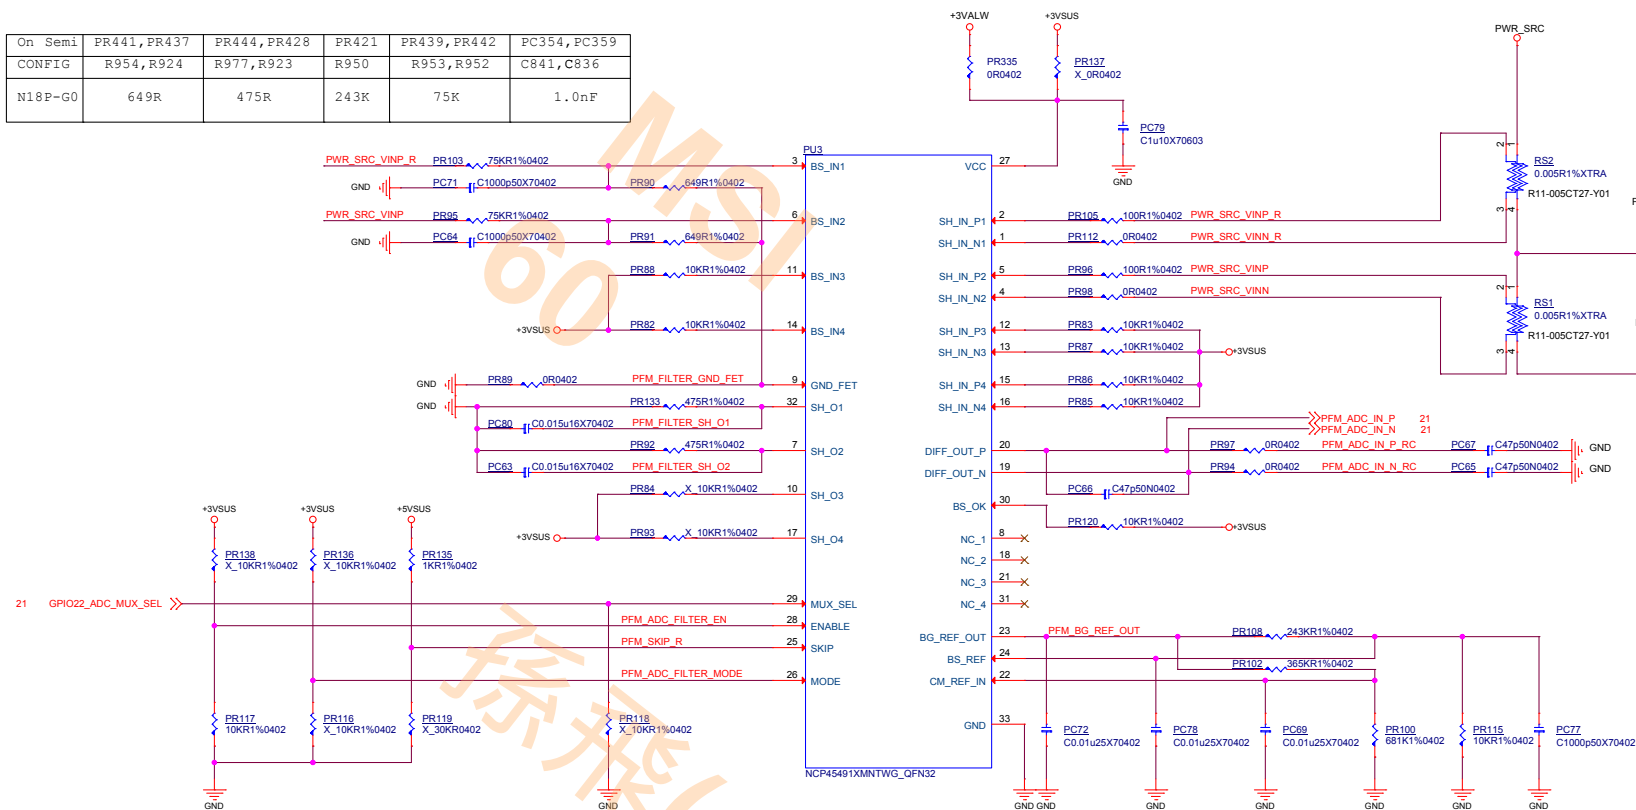 On Semi PR441,PR437 PR444,PR428 PR421 PR439,PR442 PC354,PC359
CONFIG R954,R924 R977,R923 R950 R953,R952 C841,C836
N18P-G0 649R 475R 243K 75K 1.0nF
+3VALW
+3VSUS
PR335
0R0402
PR137
X_0R0402
PC79
C1u10X70603
GND
PWR_SRC
MSI
60
PU3
PWR_SRC_VINP_R PR103 75KR1%0402 3 BS_IN1
GND PC71 C1000p50X70402 PR90 649R1%0402
PWR_SRC_VINP PR95 75KR1%0402 6 BS_IN2
GND PC64 C1000p50X70402 PR91 649R1%0402
PR88 10KR1%0402 11 BS_IN3
+3VSUS PR82 10KR1%0402 14 BS_IN4
GND PR89 0R0402 PFM_FILTER_GND_FET 9 GND_FET
GND PR133 475R1%0402 32 SH_O1
PC80 C0.015u16X70402 PFM_FILTER_SH_O1
PR92 475R1%0402 7 SH_O2
PC63 C0.015u16X70402 PFM_FILTER_SH_O2
PR84 X_10KR1%0402 10 SH_O3
+3VSUS PR93 X_10KR1%0402 17 SH_O4
+3VSUS
+3VSUS
+5VSUS
PR138
X_10KR1%0402
PR136
X_10KR1%0402
PR135
1KR1%0402
21 GPIO22_ADC_MUX_SEL 29 MUX_SEL
PFM_ADC_FILTER_EN 28 ENABLE
PFM_SKIP_R 25 SKIP
PFM_ADC_FILTER_MODE 26 MODE
PR117
10KR1%0402
PR116
X_10KR1%0402
PR119
X_30KR0402
PR118
X_10KR1%0402
GND
GND
孫飛
VCC 27
SH_IN_P1 2 PR105 100R1%0402 PWR_SRC_VINP_R
SH_IN_N1 1 PR112 0R0402 PWR_SRC_VINN_R
SH_IN_P2 5 PR96 100R1%0402 PWR_SRC_VINP
SH_IN_N2 4 PR98 0R0402 PWR_SRC_VINN
SH_IN_P3 12 PR83 10KR1%0402
SH_IN_N3 13 PR87 10KR1%0402 +3VSUS
SH_IN_P4 15 PR86 10KR1%0402
SH_IN_N4 16 PR85 10KR1%0402
2 1
RS2
0.005R1%XTRA
R11-005CT27-Y01
3 4
2 1
RS1
0.005R1%XTRA
R11-005CT27-Y01
3 4
PFM_ADC_IN_P 21
PFM_ADC_IN_N 21
DIFF_OUT_P 20 PR97 0R0402 PFM_ADC_IN_P_RC PC67 C47p50N0402 GND
DIFF_OUT_N 19 PR94 0R0402 PFM_ADC_IN_N_RC PC65 C47p50N0402 GND
PC66 C47p50N0402
BS_OK 30
PR120 10KR1%0402 +3VSUS
NC_1 8
NC_2 18
NC_3 21
NC_4 31
BG_REF_OUT 23 PFM_BG_REF_OUT PR108 243KR1%0402
BS_REF 24
PR102 365KR1%0402
CM_REF_IN 22
GND 33
PC72
C0.01u25X70402
PC78
C0.01u25X70402
PC69
C0.01u25X70402
PR100
681K1%0402
PR115
10KR1%0402
PC77
C1000p50X70402
NCP45491XMNTWG_QFN32
GND GND GND GND GND GND GND